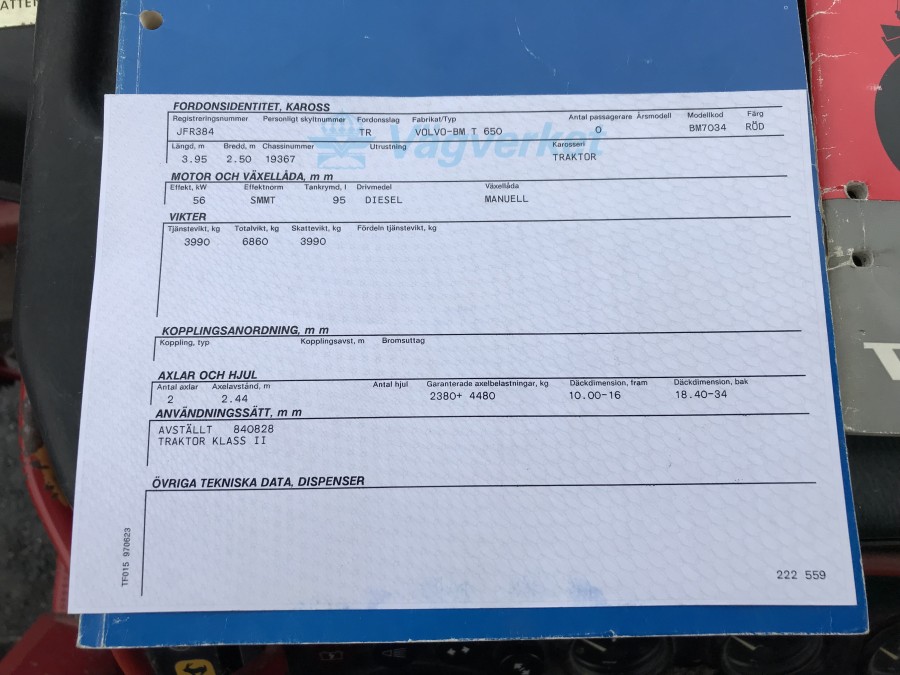 ATTE
FORDONSIDENTITET, KAROSS
Registreringsnummer Personligt skyltnummer Fordonsslag Fabrikat/Typ Antal passagerare Årsmodell Modellkod Färg
JFR384 TR VOLVO-BM T 650 0 BM7034 RÖD
Vägverket
Längd, m Bredd, m Chassinummer Utrustning Karosseri
3.95 2.50 19367 TRAKTOR
MOTOR OCH VÄXELLÅDA, m m
Effekt, kW Effektnorm Tankrymd, l Drivmedel Växellåda
56 SMMT 95 DIESEL MANUELL
VIKTER
Tjänstevikt, kg Totalvikt, kg Skattevikt, kg Fördeln tjänstevikt, kg
3990 6860 3990
KOPPLINGSANORDNING, m m
Koppling, typ Kopplingsavst, m Bromsuttag
AXLAR OCH HJUL
Antal axlar Axelavstånd, m Antal hjul Garanterade axelbelastningar, kg Däckdimension, fram Däckdimension, bak
2 2.44 2380+ 4480 10.00-16 18.40-34
ANVÄNDNINGSSÄTT, m m
AVSTÄLLT 840828
TRAKTOR KLASS II
ÖVRIGA TEKNISKA DATA, DISPENSER
TF015 970623
222 559